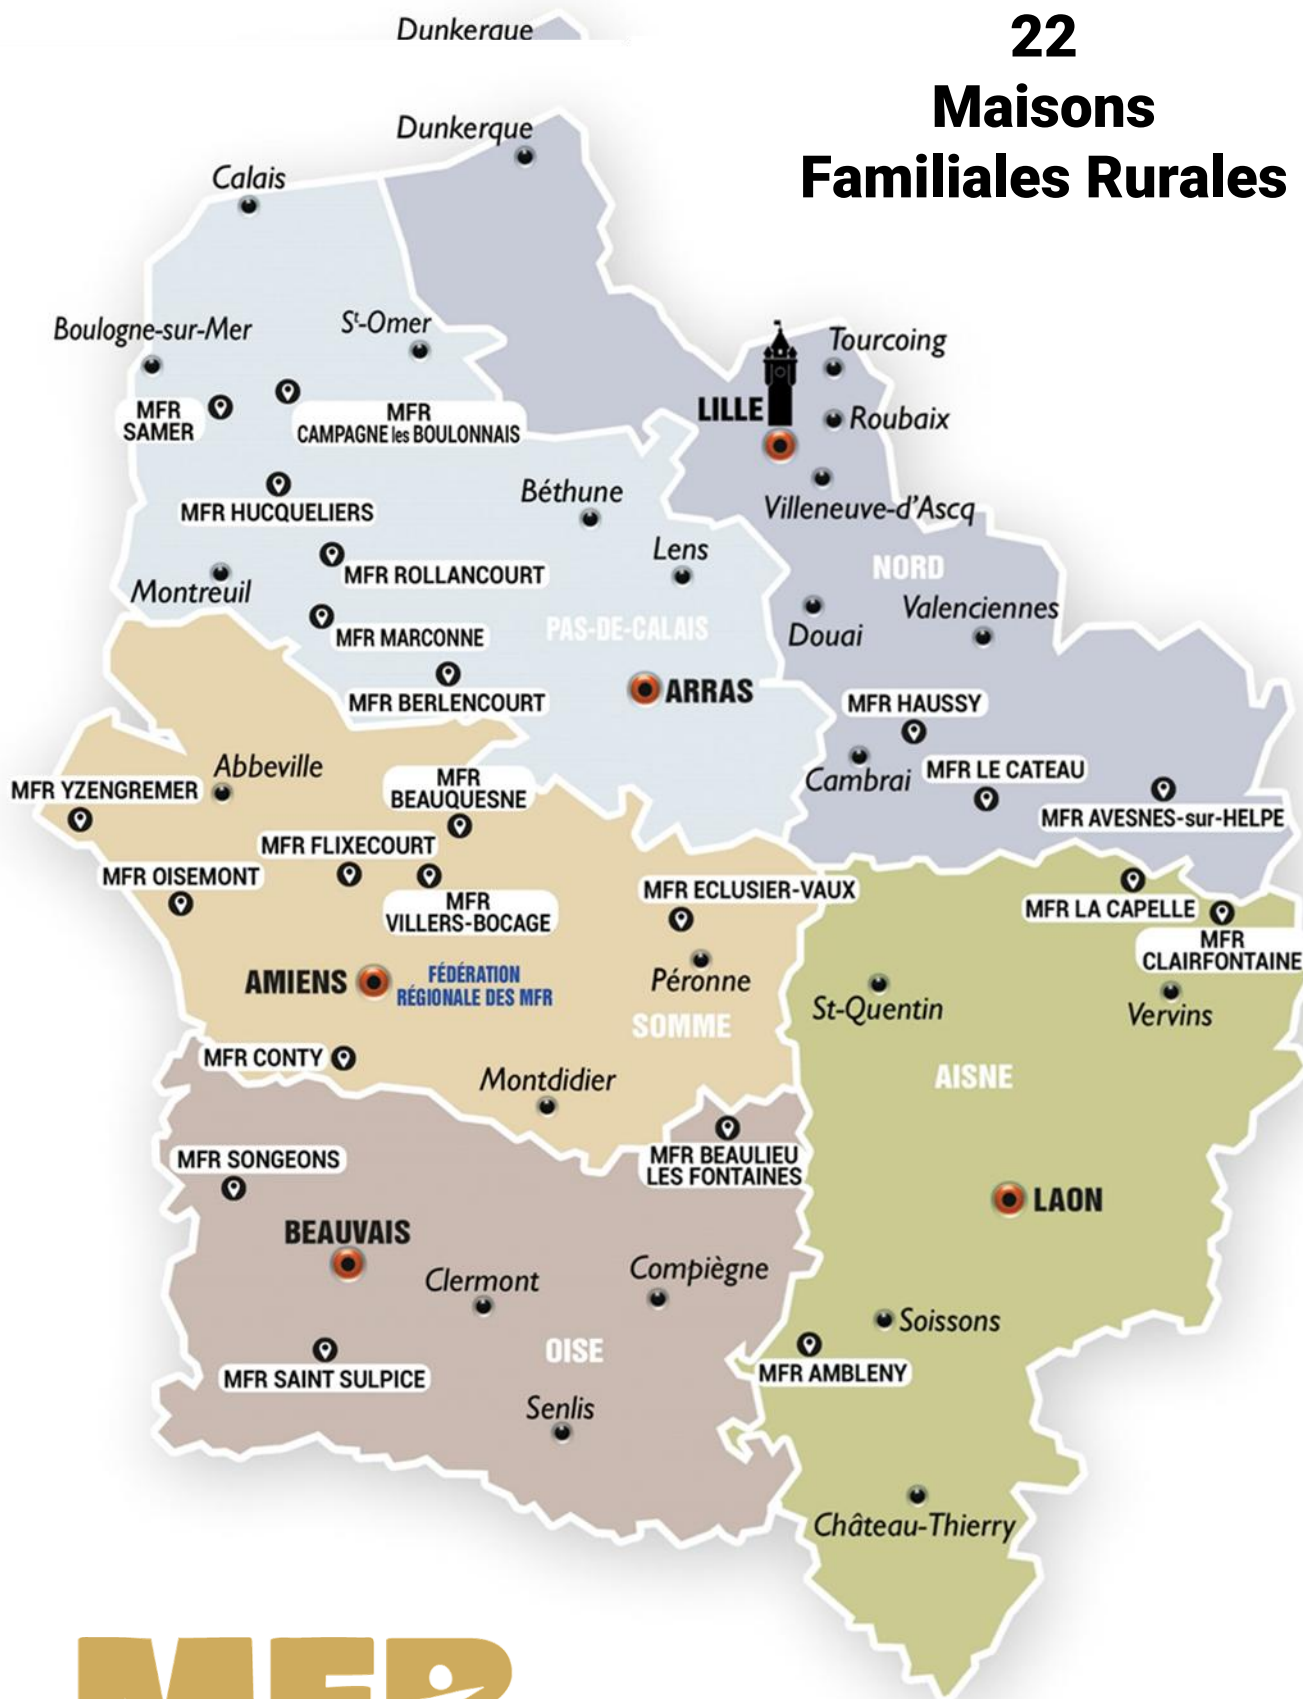 Dunkerque
22
Maisons
Familiales Rurales
Dunkerque
Calais
Boulogne-sur-Mer
St-Omer
Tourcoing
LILLE
Roubaix
MFR
SAMER
MFR
CAMPAGNE les BOULONNAIS
Villeneuve-d'Ascq
Béthune
MFR HUCQUELIERS
Lens
NORD
MFR ROLLANCOURT
Montreuil
Valenciennes
PAS-DE-CALAIS
Douai
MFR MARCONNE
ARRAS
MFR BERLENCOURT
MFR HAUSSY
Abbeville
MFR LE CATEAU
Cambrai
MFR YZENGREMER
MFR
BEAUQUESNE
MFR AVESNES-sur-HELPE
MFR FLIXECOURT
MFR OISEMONT
MFR ECLUSIER-VAUX
MFR
VILLERS-BOCAGE
MFR LA CAPELLE
MFR
CLAIRFONTAINE
AMIENS
FÉDÉRATION
RÉGIONALE DES MFR
Péronne
St-Quentin
Vervins
SOMME
MFR CONTY
Montdidier
AISNE
MFR SONGEONS
MFR BEAULIEU
LES FONTAINES
LAON
BEAUVAIS
Clermont
Compiègne
Soissons
OISE
MFR SAINT SULPICE
MFR AMBLENY
Senlis
Château-Thierry
MFR